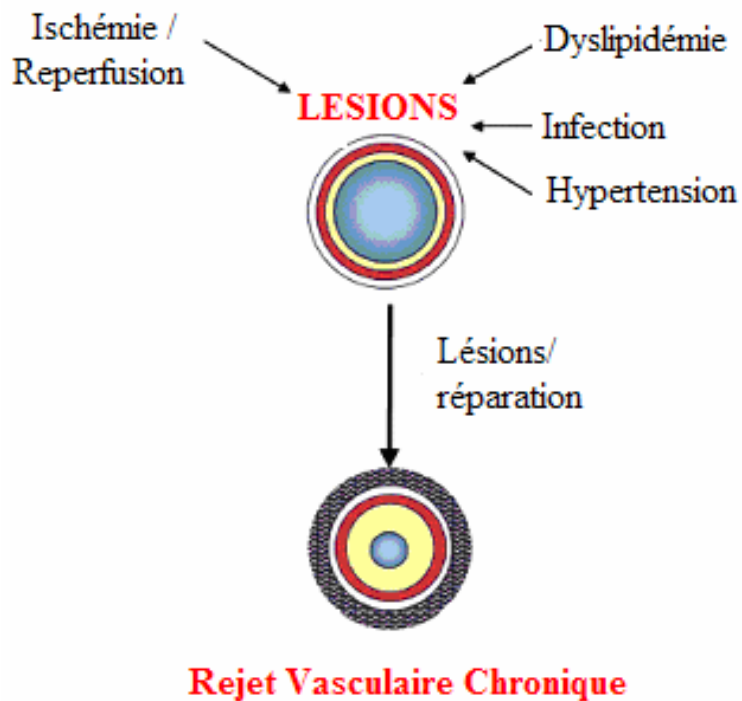 Ischémie /
Reperfusion
Dyslipidémie
LESIONS
Infection
Hypertension
Lésions/
réparation
Rejet Vasculaire Chronique